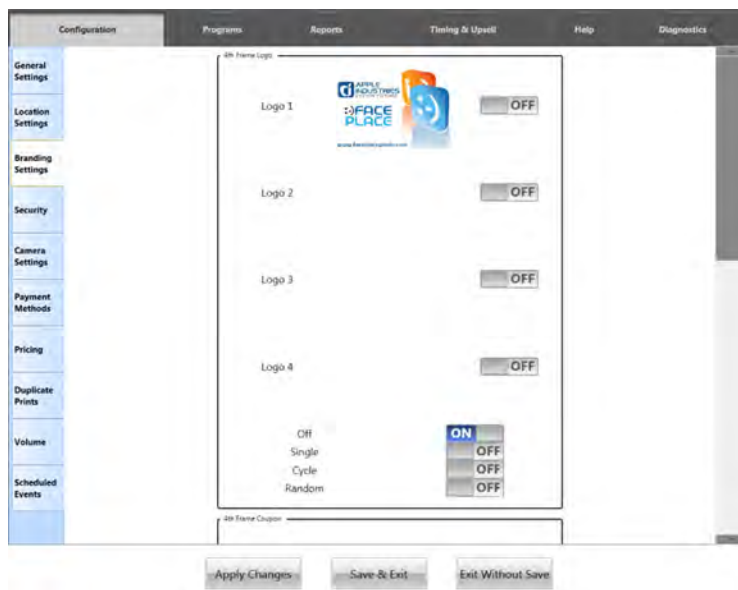 Configuration
Programs
Reports
Timing & Upsell
Help
Diagnostics
General
Settings
Location
Settings
Branding
Settings
Security
Camera
Settings
Payment
Methods
Pricing
Duplicate
Prints
Volume
Scheduled
Events
4th Frame Logo
Logo 1
APPLE
INDUSTRIES
:)FACE
PLACE
OFF
Logo 2
OFF
Logo 3
OFF
Logo 4
OFF
Off
ON
Single
OFF
Cycle
OFF
Random
OFF
4th Frame Coupon
Apply Changes
Save & Exit
Exit Without Save